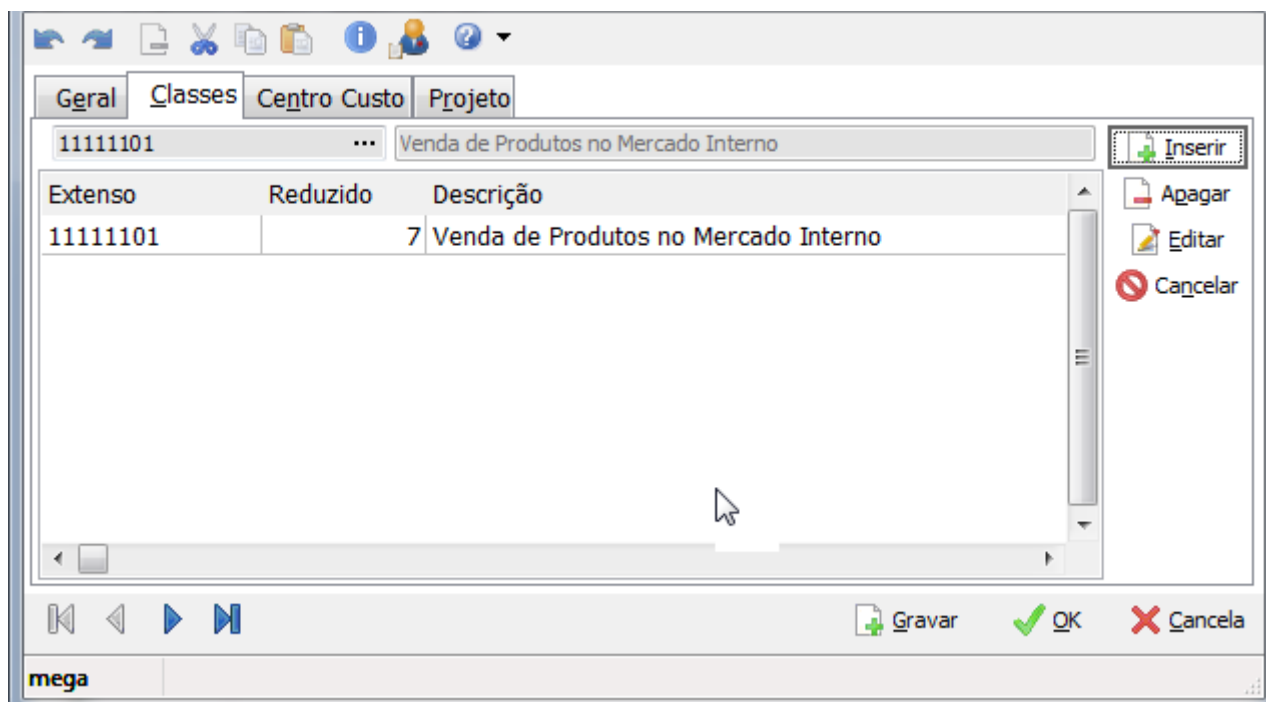 Geral Classes Centro Custo Projeto
11111101 ... Venda de Produtos no Mercado Interno Inserir
Extenso Reduzido Descrição Apagar
11111101 7 Venda de Produtos no Mercado Interno Editar
Cancelar
Gravar OK Cancela
mega